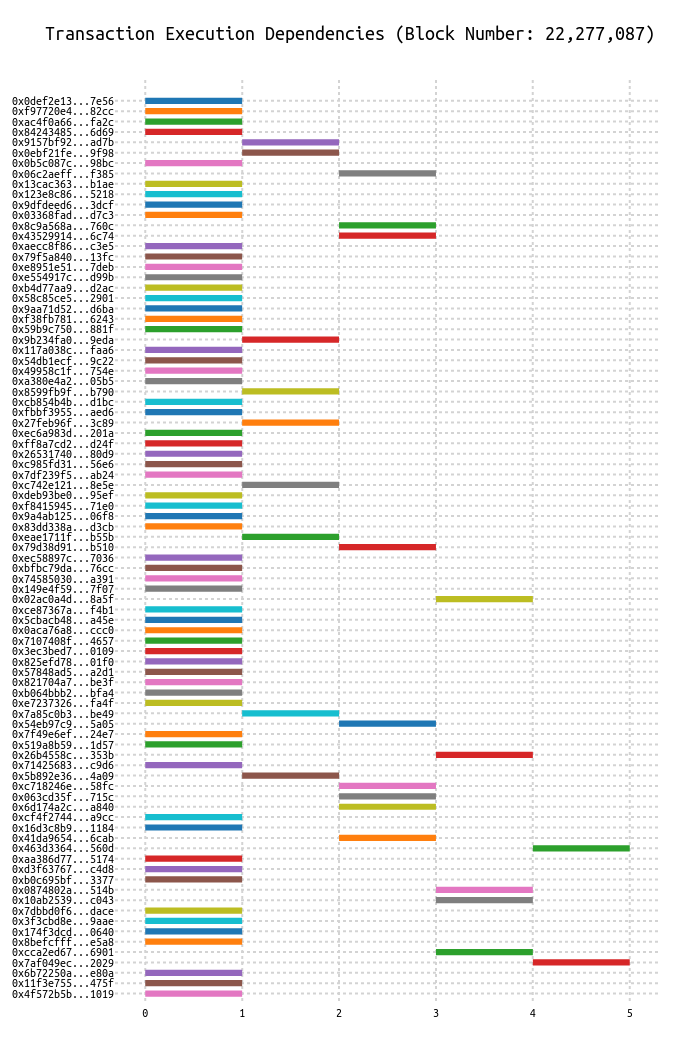 Transaction Execution Dependencies (Block Number: 22,277,087)
0x0def2e13...7e56
0xf97720e4...82cc
0xac4f0a66...fa2c
0x84243485...6d69
0x9157bf92...ad7b
0x0ebf21fe...9f98
0x0b5c087c...98bc
0x06c2aeff...f385
0x13cac363...b1ae
0x123e8c86...5218
0x9dfdeed6...3dcf
0x03368fad...d7c3
0x8c9a568a...760c
0x43529914...6c74
0xaecc8f86...c3e5
0x79f5a840...13fc
0xe8951e51...7deb
0xe554917c...d99b
0xb4d77aa9...d2ac
0x58c85ce5...2901
0x9aa71d52...d6ba
0xf38fb781...6243
0x59b9c750...881f
0x9b234fa0...9eda
0x117a038c...faa6
0x54db1ecf...9c22
0x49958c1f...754e
0xa380e4a2...05b5
0x8599fb9f...b790
0xcb854b4b...d1bc
0xfbbf3955...aed6
0x27feb96f...3c89
0xec6a983d...201a
0xff8a7cd2...d24f
0x26531740...80d9
0xc985fd31...56e6
0x7df239f5...ab24
0xc742e121...8e5e
0xdeb93be0...95ef
0xf8415945...71e0
0x9a4ab125...06f8
0x83dd338a...d3cb
0xeae1711f...b55b
0x79d38d91...b510
0xec58897c...7036
0xbfbc79da...76cc
0x74585030...a391
0x149e4f59...7f07
0x02ac0a4d...8a5f
0xce87367a...f4b1
0x5cbacb48...a45e
0x0aca76a8...ccc0
0x7107408f...4657
0x3ec3bed7...0109
0x825efd78...01f0
0x57848ad5...a2d1
0x821704a7...be3f
0xb064bbb2...bfa4
0xe7237326...fa4f
0x7a85c0b3...be49
0x54eb97c9...5a05
0x7f49e6ef...24e7
0x519a8b59...1d57
0x26b4558c...353b
0x71425683...c9d6
0x5b892e36...4a09
0xc718246e...58fc
0x063cd35f...715c
0x6d174a2c...a840
0xcf4f2744...a9cc
0x16d3c8b9...1184
0x41da9654...6cab
0x463d3364...560d
0xaa386d77...5174
0xd3f63767...c4d8
0xb0c695bf...3377
0x0874802a...514b
0x10ab2539...c043
0x7dbbd0f6...dace
0x3f3cbd8e...9aae
0x174f3dcd...0640
0x8befcfff...e5a8
0xcca2ed67...6901
0x7af049ec...2029
0x6b72250a...e80a
0x11f3e755...475f
0x4f572b5b...1019
0 1 2 3 4 5